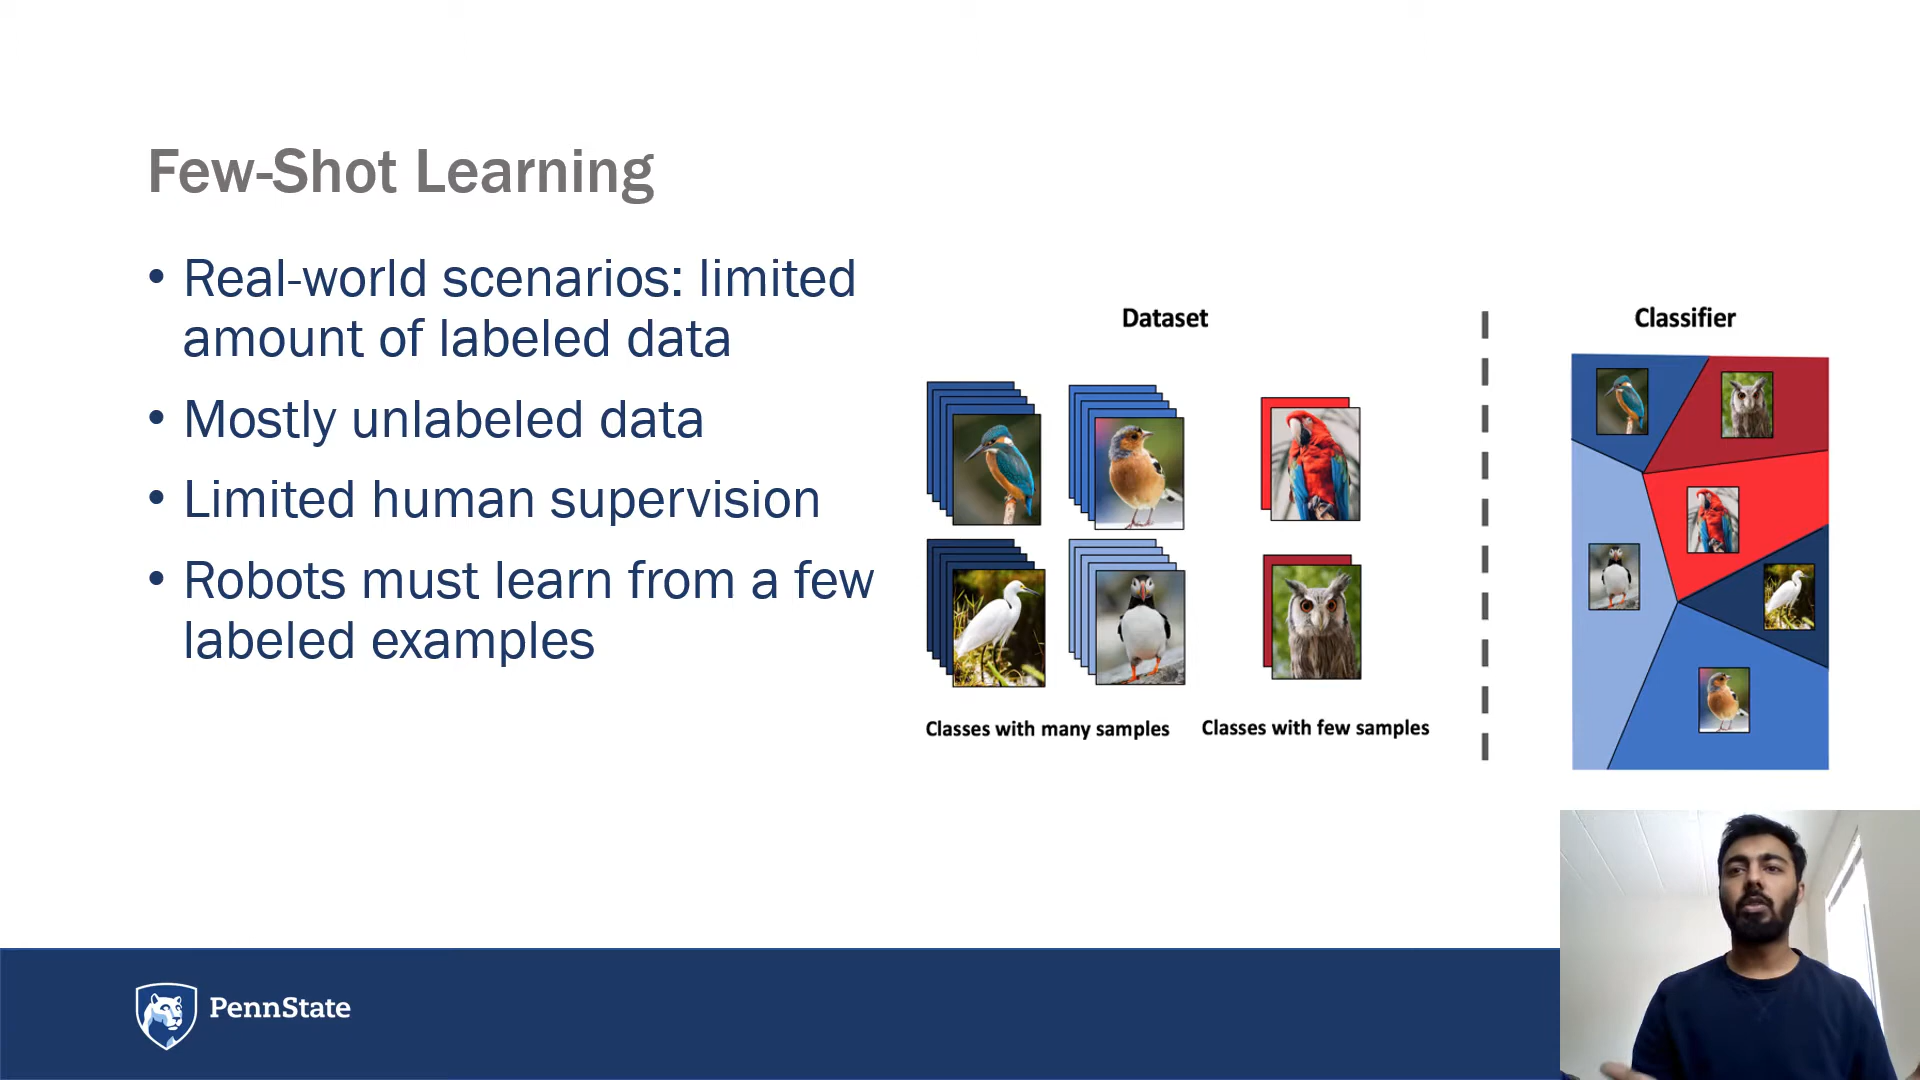 Few-Shot Learning
• Real-world scenarios: limited
amount of labeled data
• Mostly unlabeled data
• Limited human supervision
• Robots must learn from a few
labeled examples
Dataset
Classifier
Classes with many samples
Classes with few samples
PennState